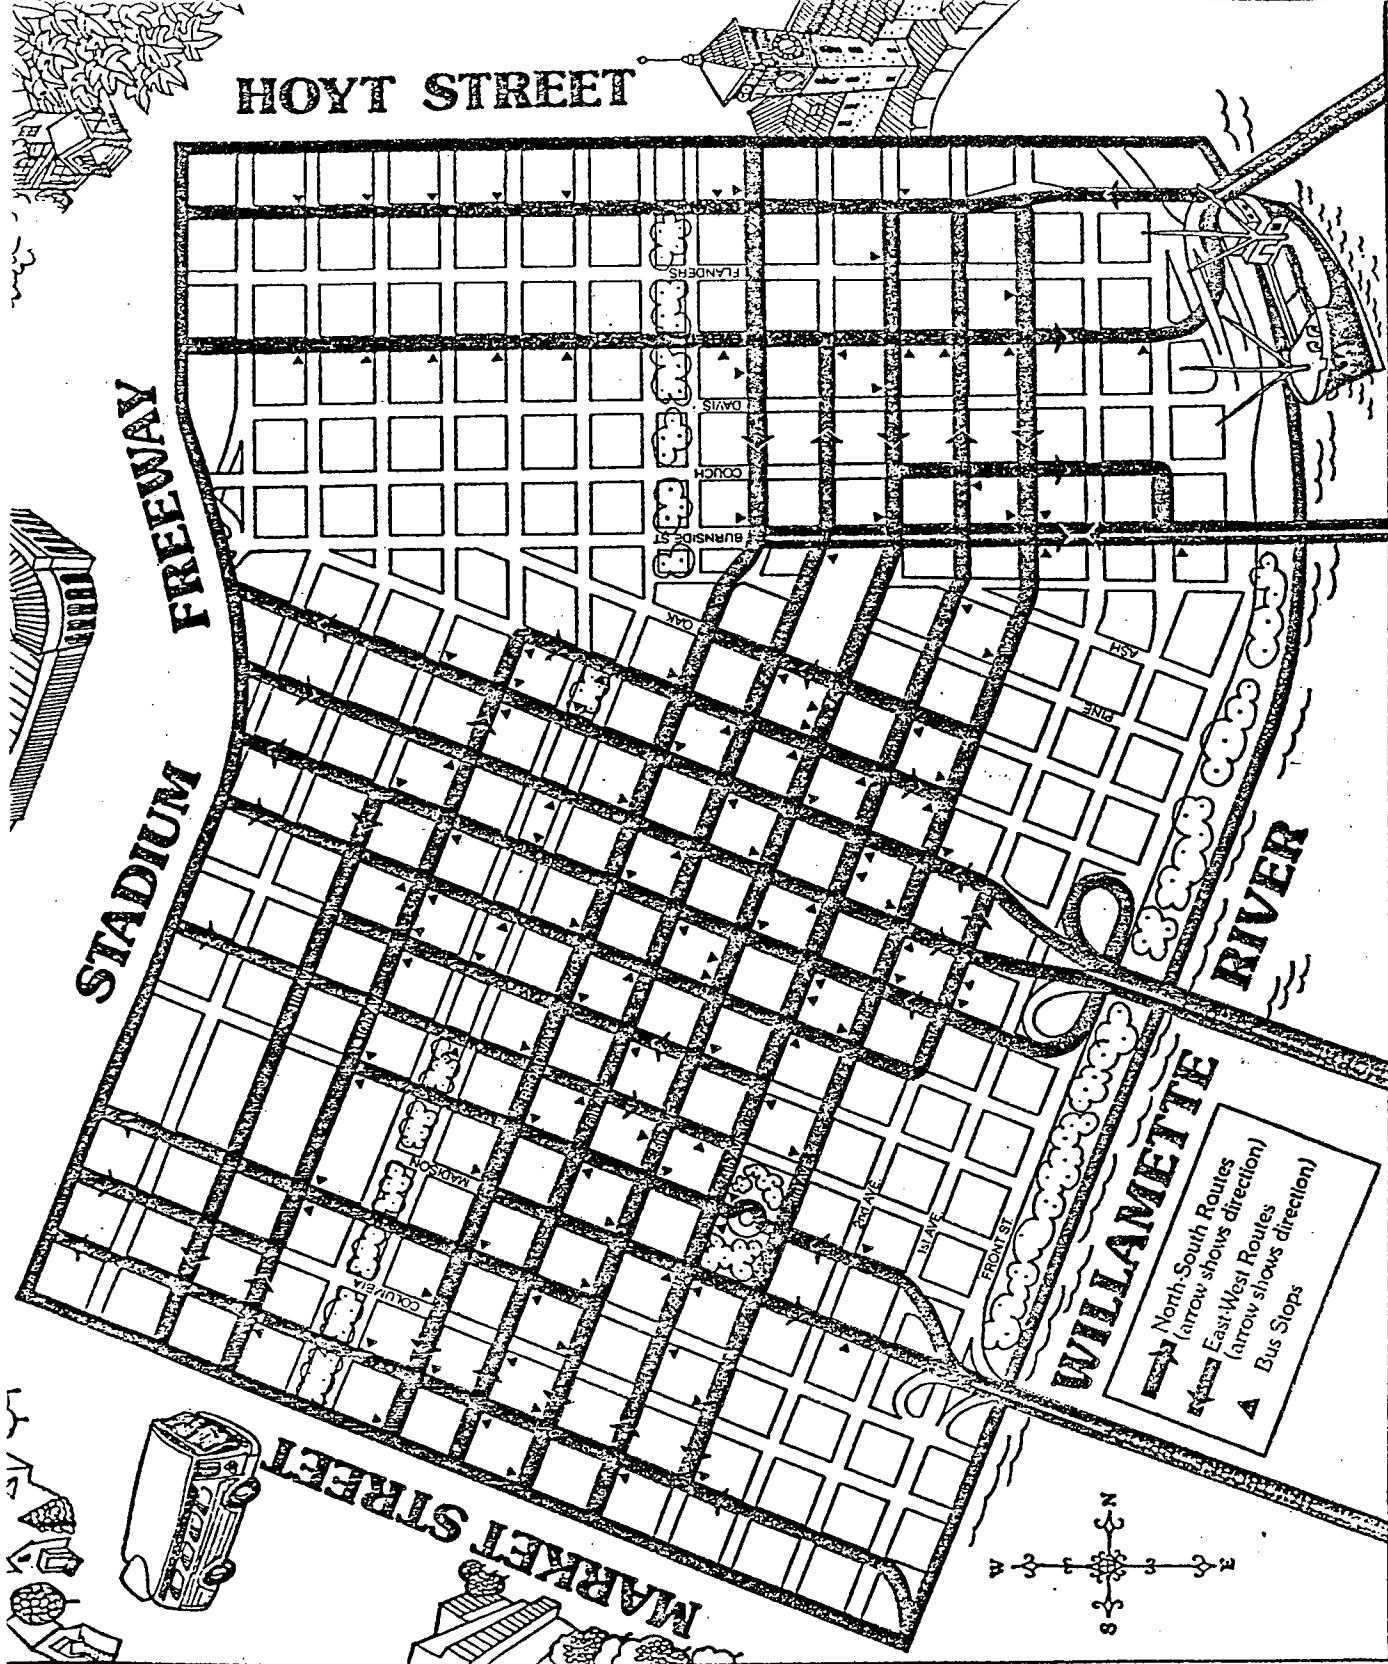 HOYT STREET
FLANDERS
DAVIS
COUCH
BURNSIDE ST
OAK
ASH
PINE
FREEWAY
STADIUM
MADISON
COLUMBIA
2nd AVE.
1st AVE.
FRONT ST.
RIVER
WILLAMETTE
MARKET STREET
North-South Routes
(arrow shows direction)
East-West Routes
(arrow shows direction)
Bus Stops
N
W
E
S